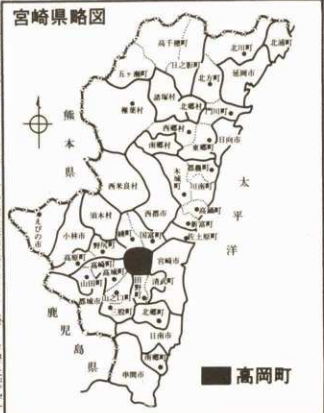 宮崎県略図
高千穂町
北川町
北浦町
日之影町
五ヶ瀬町
北方町
延岡市
諸塚村
椎葉村
北郷村
門川町
西郷村
日向市
南郷村
東郷町
熊本県
都農町
木城町
川南町
西米良村
太平洋
高鍋町
西都市
新富町
えびの市
須木村
佐土原町
小林市
綾町
国富町
野尻町
高原町
高崎町
宮崎市
高城町
山田町
田野町
清武町
山之口町
都城市
三股町
北郷町
鹿児島県
日南市
南郷町
串間市
高岡町